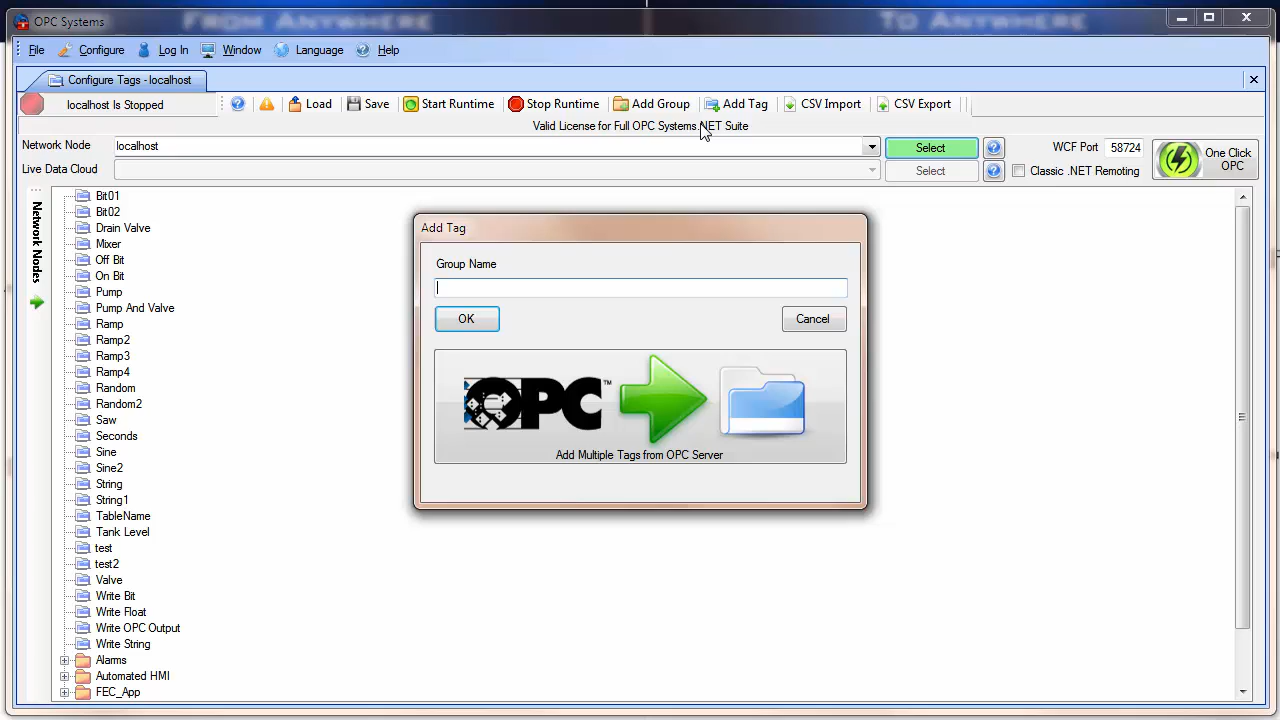 FROM ANYWHERE TO ANYWHERE
OPC Systems
File Configure Log In Window Language Help
Configure Tags - localhost
localhost Is Stopped Load Save Start Runtime Stop Runtime Add Group Add Tag CSV Import CSV Export
Valid License for Full OPC Systems.NET Suite
Network Node localhost Select WCF Port 58724
Live Data Cloud Select Classic .NET Remoting
One Click
OPC
Network Nodes
Bit01
Bit02
Drain Valve
Mixer
Off Bit
On Bit
Pump
Pump And Valve
Ramp
Ramp2
Ramp3
Ramp4
Random
Random2
Saw
Seconds
Sine
Sine2
String
String1
TableName
Tank Level
test
test2
Valve
Write Bit
Write Float
Write OPC Output
Write String
Alarms
Automated HMI
FEC_App
Add Tag
Group Name
OK Cancel
OPC™
Add Multiple Tags from OPC Server